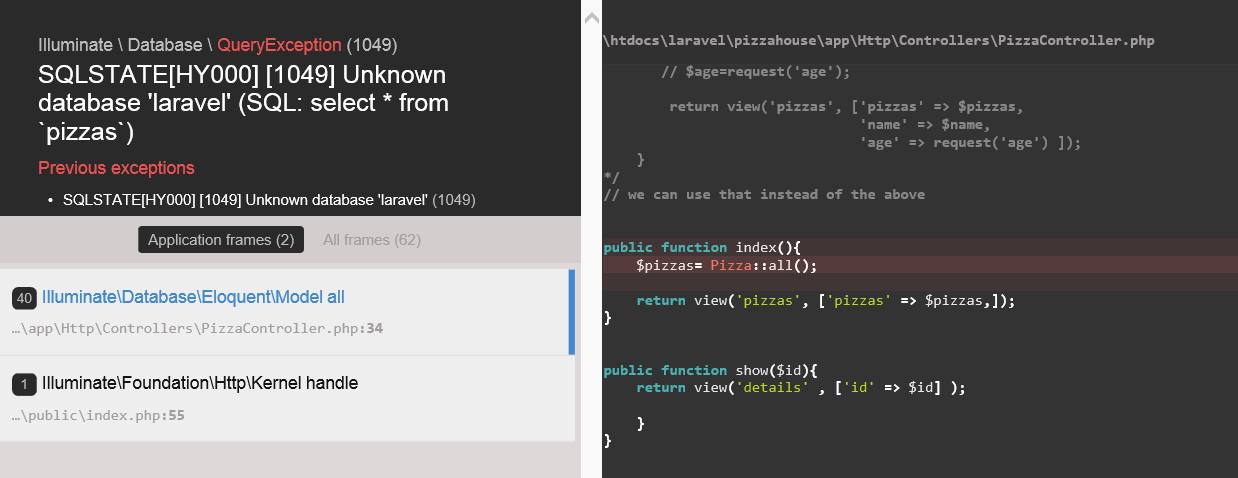 Illuminate \ Database \ QueryException (1049)
SQLSTATE[HY000] [1049] Unknown
database 'laravel' (SQL: select * from
`pizzas`)
Previous exceptions
• SQLSTATE[HY000] [1049] Unknown database 'laravel' (1049)
Application frames (2) All frames (62)
40 Illuminate\Database\Eloquent\Model all
…\app\Http\Controllers\PizzaController.php:34
1 Illuminate\Foundation\Http\Kernel handle
…\public\index.php:55
\htdocs\laravel\pizzahouse\app\Http\Controllers\PizzaController.php
// $age=request('age');
return view('pizzas', ['pizzas' => $pizzas,
'name' => $name,
'age' => request('age') ]);
}
*/
// we can use that instead of the above
public function index(){
$pizzas= Pizza::all();
return view('pizzas', ['pizzas' => $pizzas,]);
}
public function show($id){
return view('details' , ['id' => $id] );
}
}